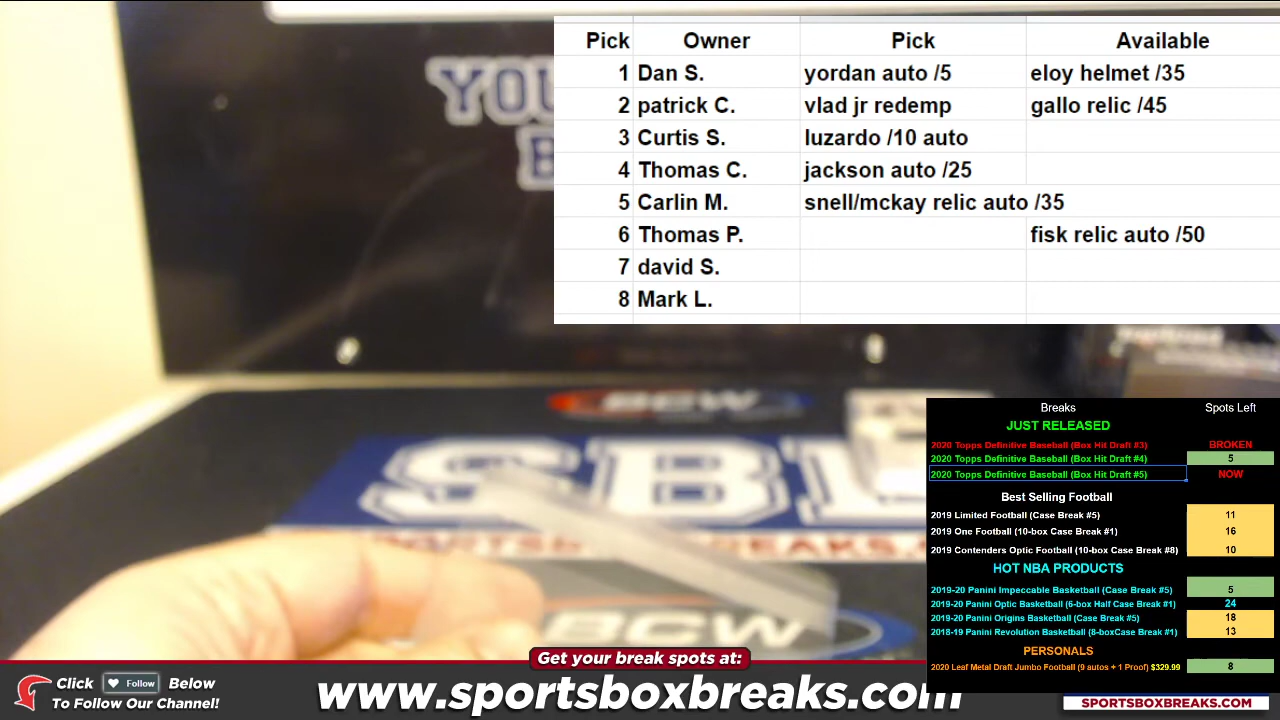 YOU
B
Pick Owner Pick Available
1 Dan S. yordan auto /5 eloy helmet /35
2 patrick C. vlad jr redemp gallo relic /45
3 Curtis S. luzardo /10 auto
4 Thomas C. jackson auto /25
5 Carlin M. snell/mckay relic auto /35
6 Thomas P. fisk relic auto /50
7 david S.
8 Mark L.
BCW
SBL
BCW
Breaks Spots Left
JUST RELEASED
2020 Topps Definitive Baseball (Box Hit Draft #3) BROKEN
2020 Topps Definitive Baseball (Box Hit Draft #4) 5
2020 Topps Definitive Baseball (Box Hit Draft #5) NOW
Best Selling Football
2019 Limited Football (Case Break #5) 11
2019 One Football (10-box Case Break #1) 16
2019 Contenders Optic Football (10-box Case Break #8) 10
HOT NBA PRODUCTS
2019-20 Panini Impeccable Basketball (Case Break #5) 5
2019-20 Panini Optic Basketball (6-box Half Case Break #1) 24
2019-20 Panini Origins Basketball (Case Break #5) 18
2018-19 Panini Revolution Basketball (8-boxCase Break #1) 13
PERSONALS
2020 Leaf Metal Draft Jumbo Football (9 autos + 1 Proof) $329.99 8
Get your break spots at:
Click Follow Below
To Follow Our Channel!
www.sportsboxbreaks.com
SPORTSBOXBREAKS.COM